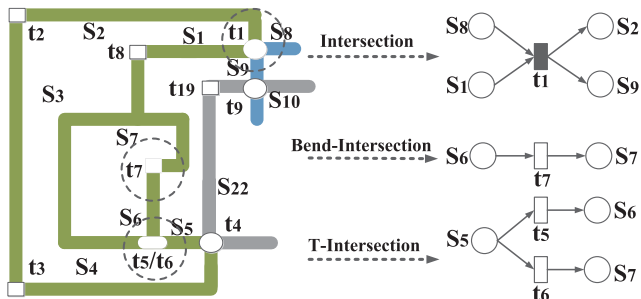 t2
S2
t1
S8
t8
S1
S9
S3
t19
t9
S10
S7
t7
S22
S6
S5
t4
t3
S4
t5/t6
Intersection
S8
S2
S1
t1
S9
Bend-Intersection
S6
S7
t7
T-Intersection
S5
t5
S6
t6
S7